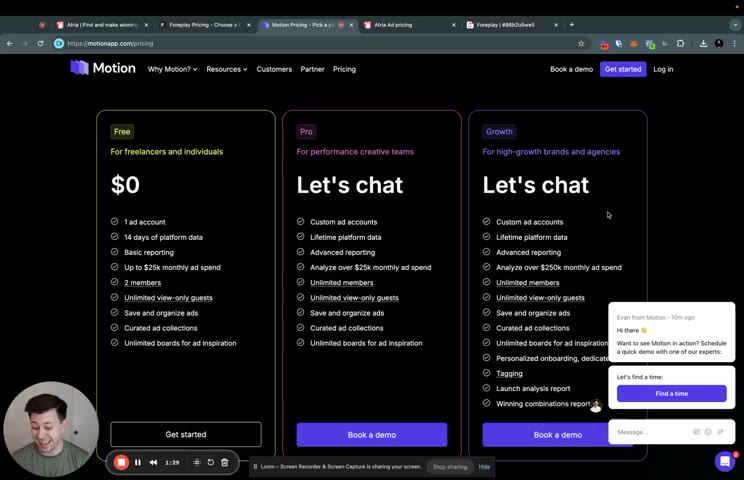 Atria | Find and make winning
Foreplay Pricing - Choose a
Motion Pricing - Pick a
Atria Ad pricing
Foreplay | #86b2u5we5
https://motionapp.com/pricing
Motion
Why Motion?
Resources
Customers
Partner
Pricing
Book a demo
Get started
Log in
Free
For freelancers and individuals
$0
1 ad account
14 days of platform data
Basic reporting
Up to $25k monthly ad spend
2 members
Unlimited view-only guests
Save and organize ads
Curated ad collections
Unlimited boards for ad inspiration
Get started
Pro
For performance creative teams
Let's chat
Custom ad accounts
Lifetime platform data
Advanced reporting
Analyze over $25k monthly ad spend
Unlimited members
Unlimited view-only guests
Save and organize ads
Curated ad collections
Unlimited boards for ad inspiration
Book a demo
Growth
For high-growth brands and agencies
Let's chat
Custom ad accounts
Lifetime platform data
Advanced reporting
Analyze over $250k monthly ad spend
Unlimited members
Unlimited view-only guests
Save and organize ads
Curated ad collections
Unlimited boards for ad inspiration
Personalized onboarding, dedicate
Tagging
Launch analysis report
Winning combinations report
Book a demo
Evan from Motion • 10m ago
Hi there 👋
Want to see Motion in action? Schedule
a quick demo with one of our experts:
Let's find a time:
Find a time
Message...
1:29
Loom – Screen Recorder & Screen Capture is sharing your screen.
Stop sharing
Hide